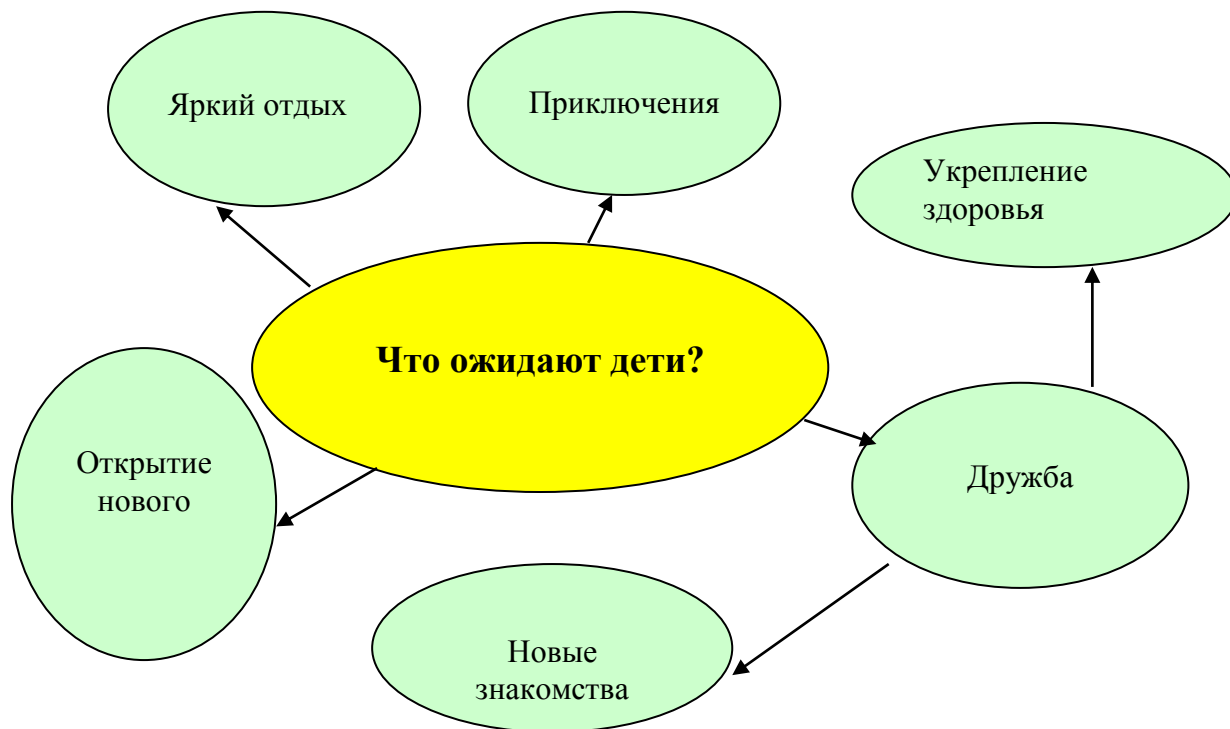 Яркий отдых
Приключения
Укрепление
здоровья
Что ожидают дети?
Открытие
нового
Дружба
Новые
знакомства